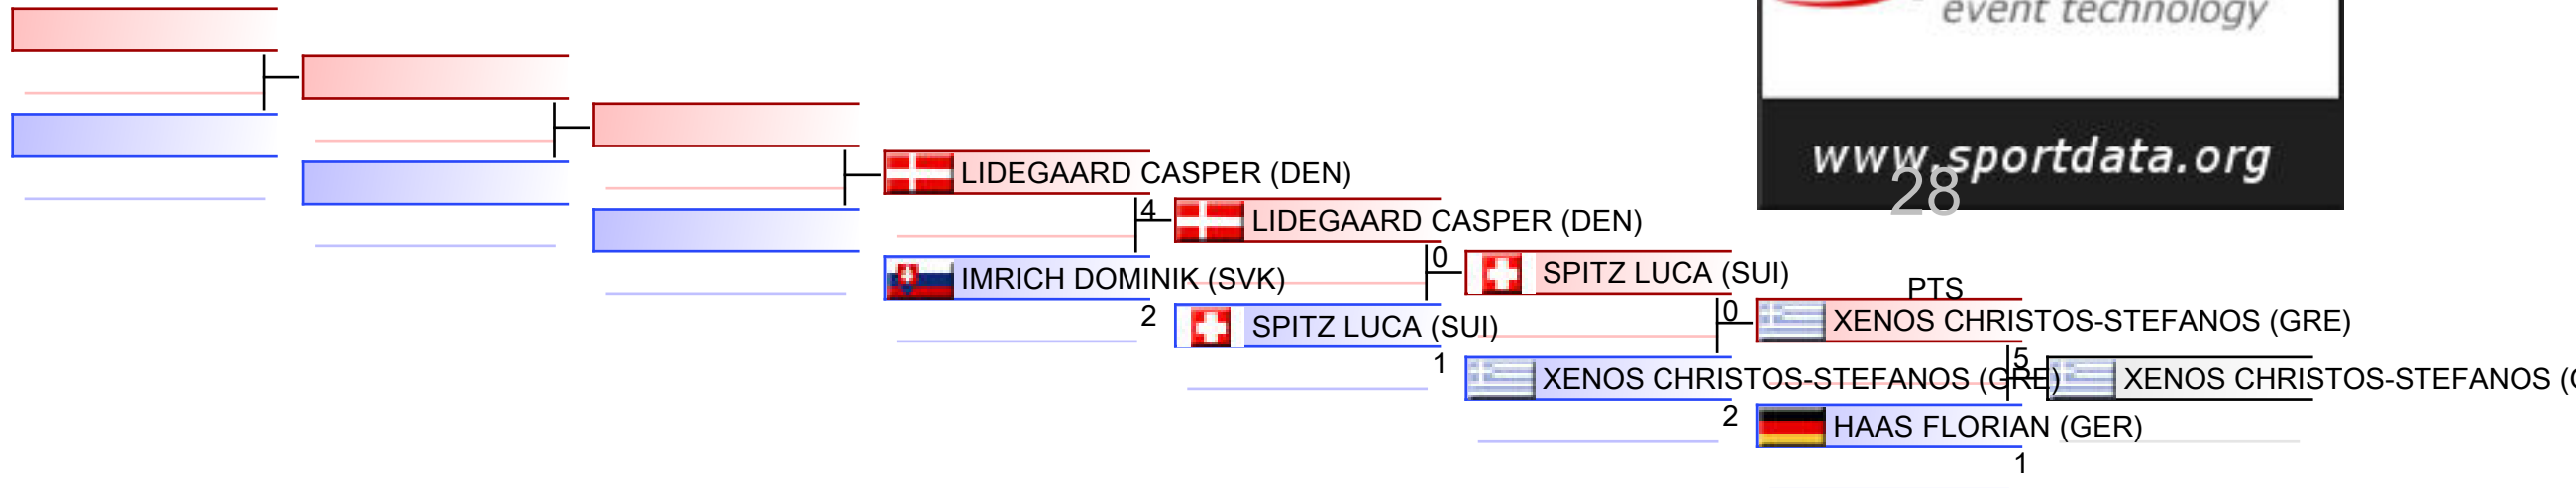 event technology
www.sportdata.org
28
LIDEGAARD CASPER (DEN)
4
LIDEGAARD CASPER (DEN)
0
IMRICH DOMINIK (SVK)
2
SPITZ LUCA (SUI)
PTS
0
SPITZ LUCA (SUI)
1
XENOS CHRISTOS-STEFANOS (GRE)
5
XENOS CHRISTOS-STEFANOS (GRE)
2
XENOS CHRISTOS-STEFANOS (
HAAS FLORIAN (GER)
1